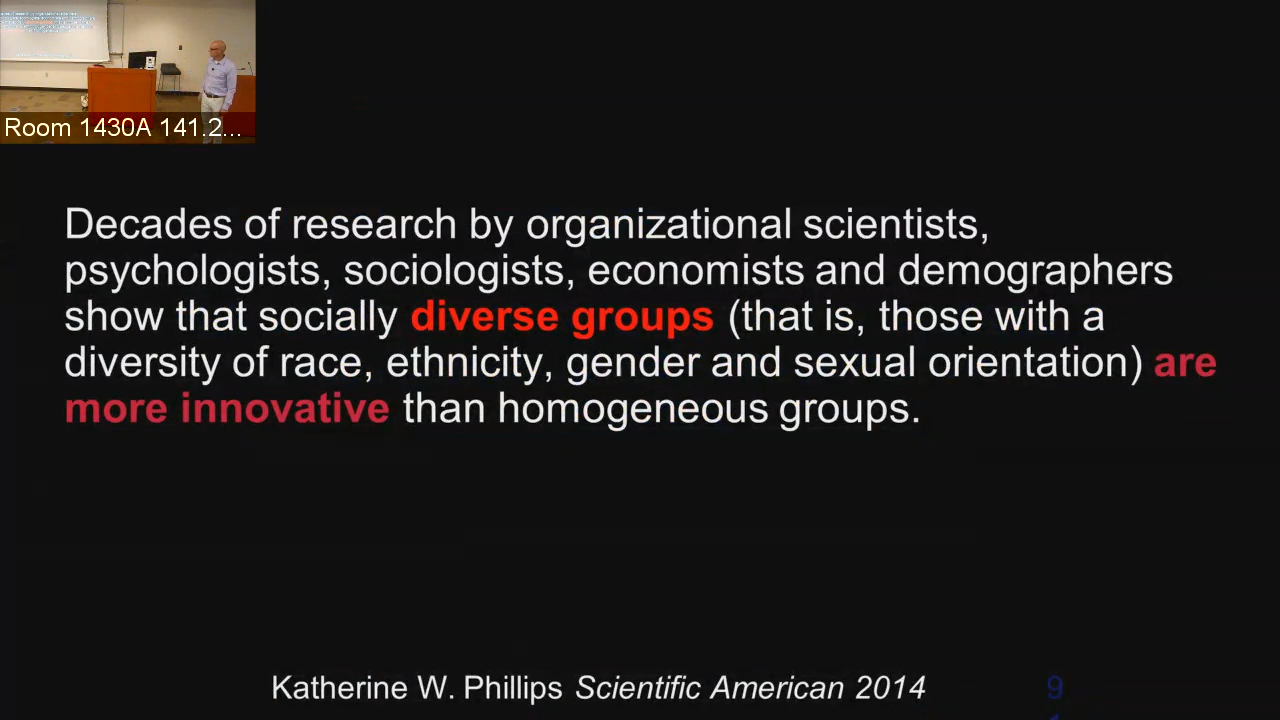 Room 1430A 141.2...
Decades of research by organizational scientists,
psychologists, sociologists, economists and demographers
show that socially diverse groups (that is, those with a
diversity of race, ethnicity, gender and sexual orientation) are
more innovative than homogeneous groups.
Katherine W. Phillips Scientific American 2014
9